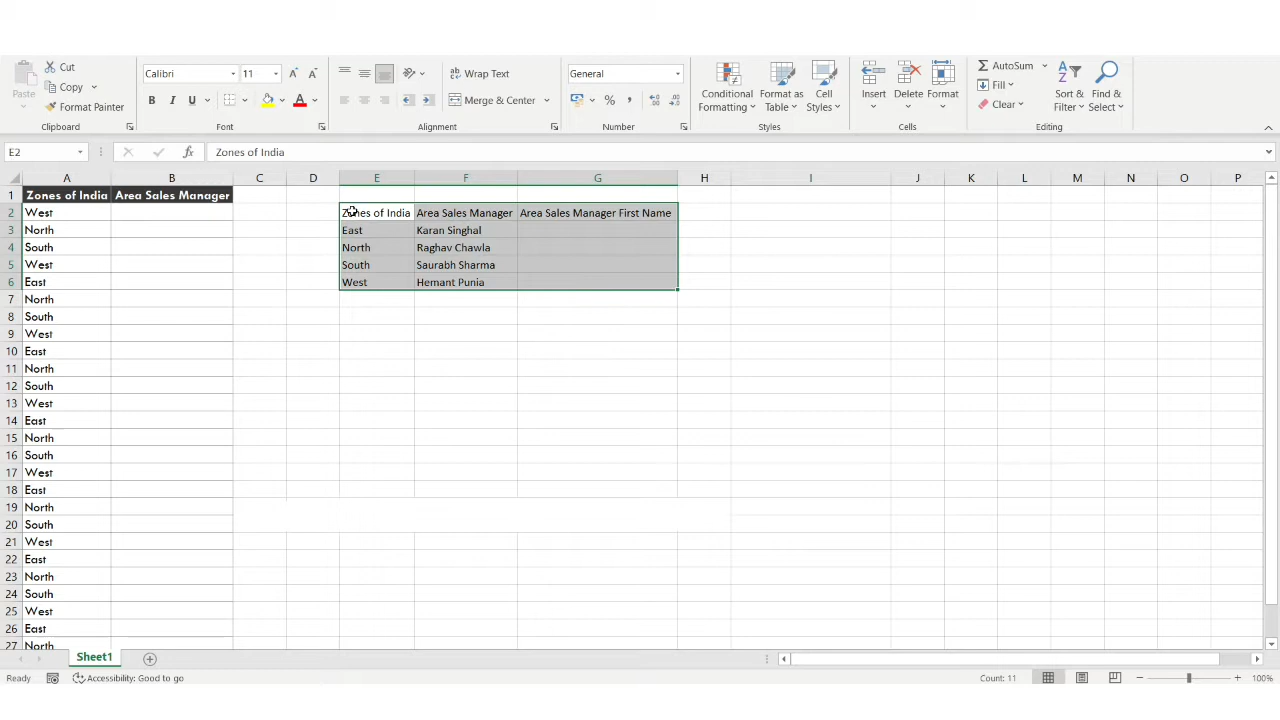 Cut
Copy
Format Painter
Paste
Clipboard
Calibri 11
B I U
Font
Wrap Text
Merge & Center
Alignment
General
%
Number
Conditional Formatting
Format as Table
Cell Styles
Styles
Insert
Delete
Format
Cells
AutoSum
Fill
Clear
Sort & Filter
Find & Select
Editing
E2 fx Zones of India
A B C D E F G H I J K L M N O P
1 Zones of India Area Sales Manager
2 West Zones of India Area Sales Manager Area Sales Manager First Name
3 North East Karan Singhal
4 South North Raghav Chawla
5 West South Saurabh Sharma
6 East West Hemant Punia
7 North
8 South
9 West
10 East
11 North
12 South
13 West
14 East
15 North
16 South
17 West
18 East
19 North
20 South
21 West
22 East
23 North
24 South
25 West
26 East
27 North
Sheet1
Ready Accessibility: Good to go Count: 11 100%